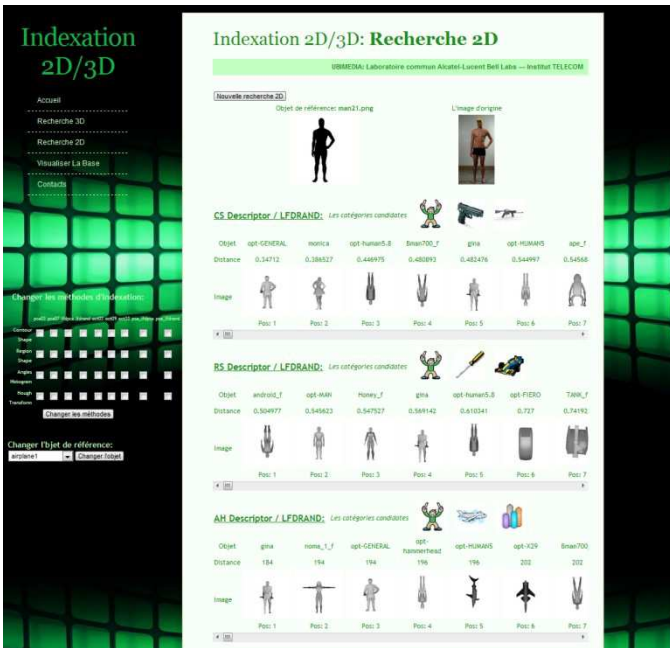 Indexation
2D/3D
Accueil
Recherche 3D
Recherche 2D
Visualiser La Base
Contacts
Changer les méthodes d'Indexation:
Contour
Shape
Region
Shape
Angles
Histogram
Hough
Transform
Changer les méthodes
Changer l'bjet de référence:
airplane1
Changer l'objet
Indexation 2D/3D: Recherche 2D
UBIMEDIA: Laboratoire commun Alcatel-Lucent Bell Labs — Institut TELECOM
Nouvelle recherche 2D
Objet de référence: man21.png L'image d'origine
CS Descriptor / LFDRAND: Les catégories candidates
Objet opt-GENERAL monica opt-human5.8 Bman700_f gina opt-HUMAN5 ape_f
Distance 0.34712 0.386527 0.446975 0.480893 0.482476 0.544997 0.54568
Image
Pos: 1 Pos: 2 Pos: 3 Pos: 4 Pos: 5 Pos: 6 Pos: 7
RS Descriptor / LFDRAND: Les catégories candidates
Objet android_f opt-MAN Honey_f gina opt-human5.8 opt-FIERO TANK_f
Distance 0.504977 0.545623 0.547527 0.569142 0.610341 0.727 0.74192
Image
Pos: 1 Pos: 2 Pos: 3 Pos: 4 Pos: 5 Pos: 6 Pos: 7
AH Descriptor / LFDRAND: Les catégories candidates
Objet gina noma_1_f opt-GENERAL opt-hammerhead opt-HUMAN5 opt-X29 Bman700
Distance 184 194 194 196 196 202 202
Image
Pos: 1 Pos: 2 Pos: 3 Pos: 4 Pos: 5 Pos: 6 Pos: 7